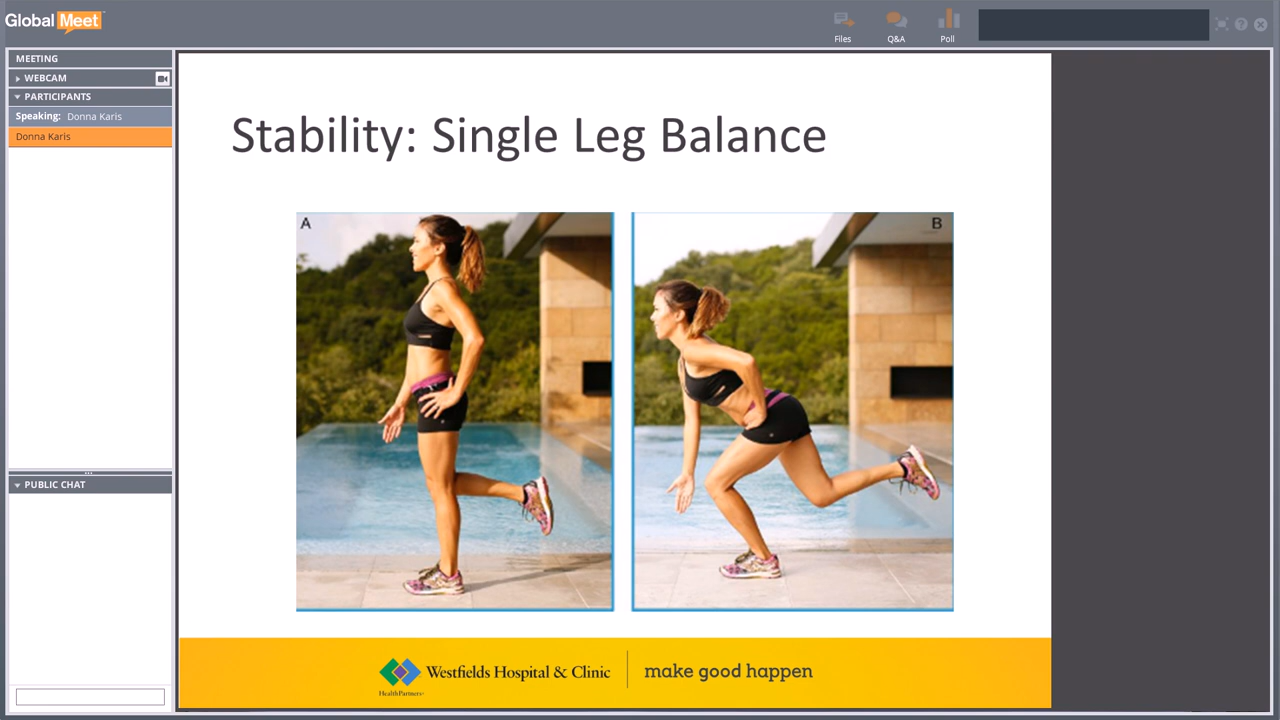 Global Meet
Files
Q&A
Poll
MEETING
WEBCAM
PARTICIPANTS
Speaking: Donna Karis
Donna Karis
PUBLIC CHAT
Stability: Single Leg Balance
A
B
Westfields Hospital & Clinic
HealthPartners
make good happen